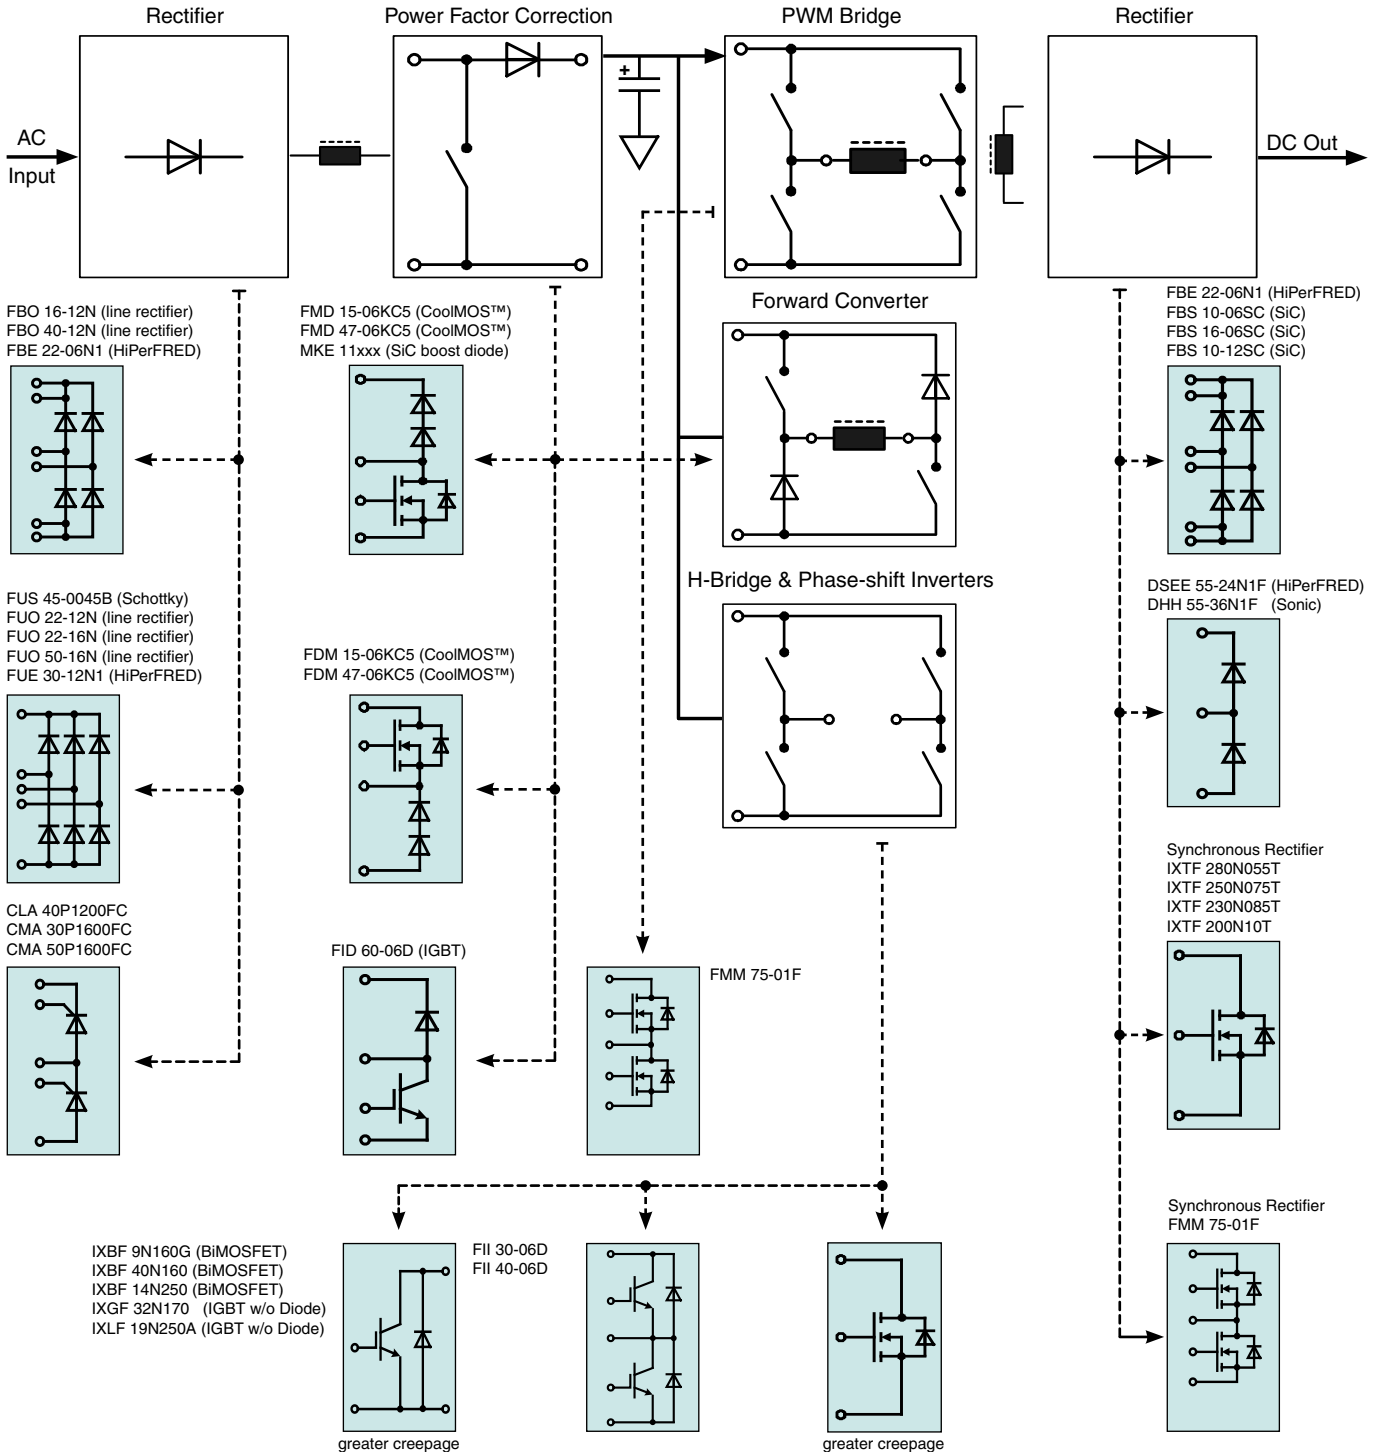 Rectifier
Power Factor Correction
PWM Bridge
Rectifier
AC
Input
+
DC Out
FBO 16-12N (line rectifier)
FBO 40-12N (line rectifier)
FBE 22-06N1 (HiPerFRED)
FMD 15-06KC5 (CoolMOS™)
FMD 47-06KC5 (CoolMOS™)
MKE 11xxx (SiC boost diode)
Forward Converter
FBE 22-06N1 (HiPerFRED)
FBS 10-06SC (SiC)
FBS 16-06SC (SiC)
FBS 10-12SC (SiC)
FUS 45-0045B (Schottky)
FUO 22-12N (line rectifier)
FUO 22-16N (line rectifier)
FUO 50-16N (line rectifier)
FUE 30-12N1 (HiPerFRED)
FDM 15-06KC5 (CoolMOS™)
FDM 47-06KC5 (CoolMOS™)
H-Bridge & Phase-shift Inverters
DSEE 55-24N1F (HiPerFRED)
DHH 55-36N1F (Sonic)
CLA 40P1200FC
CMA 30P1600FC
CMA 50P1600FC
FID 60-06D (IGBT)
FMM 75-01F
Synchronous Rectifier
IXTF 280N055T
IXTF 250N075T
IXTF 230N085T
IXTF 200N10T
Synchronous Rectifier
FMM 75-01F
IXBF 9N160G (BiMOSFET)
IXBF 40N160 (BiMOSFET)
IXBF 14N250 (BiMOSFET)
IXGF 32N170 (IGBT w/o Diode)
IXLF 19N250A (IGBT w/o Diode)
FII 30-06D
FII 40-06D
greater creepage
greater creepage